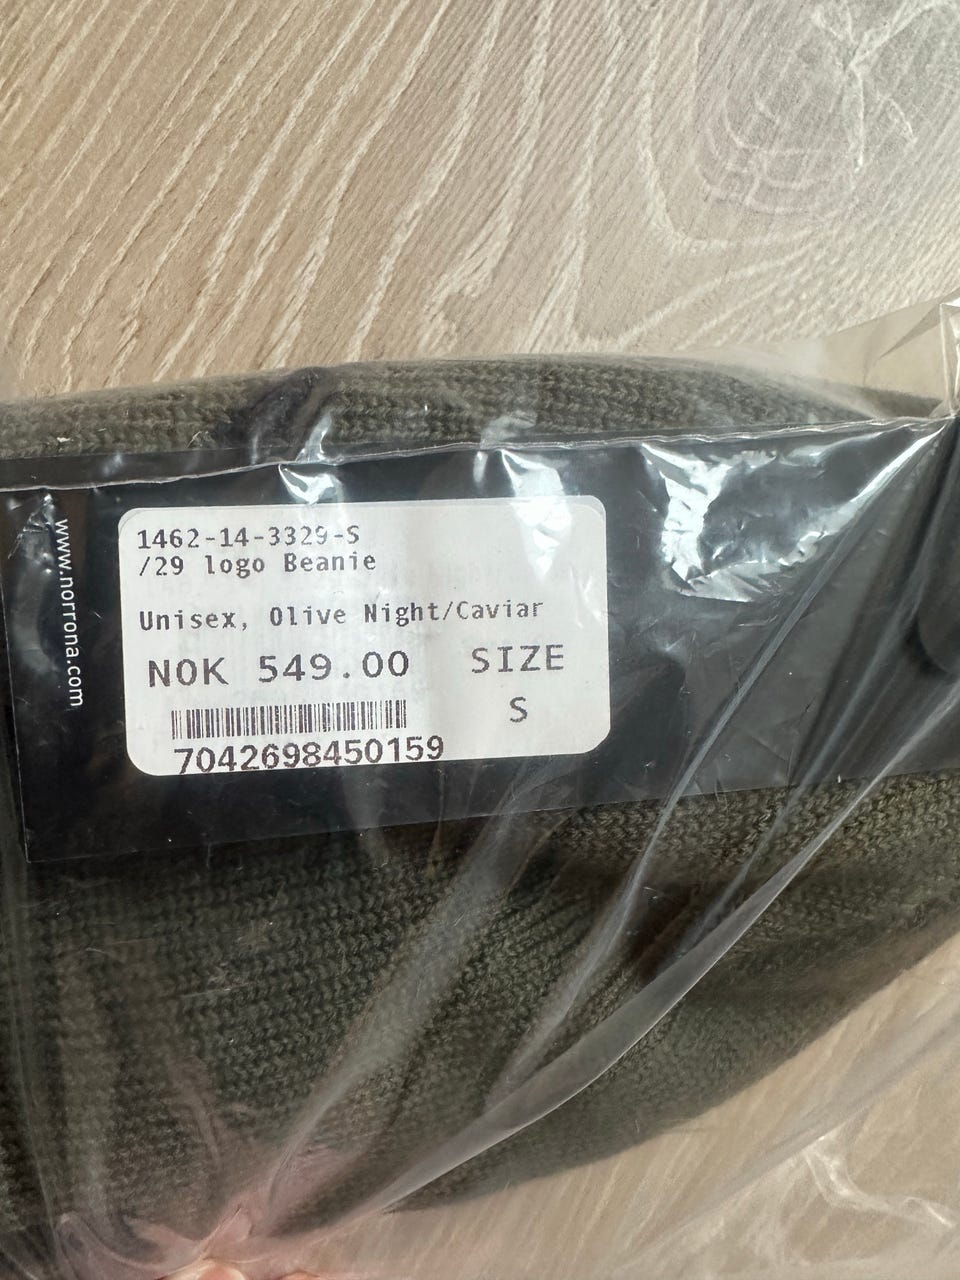 www.norrona.com
1462-14-3329-S
/29 logo Beanie
Unisex, Olive Night/Caviar
NOK 549.00
SIZE
S
7042698450159